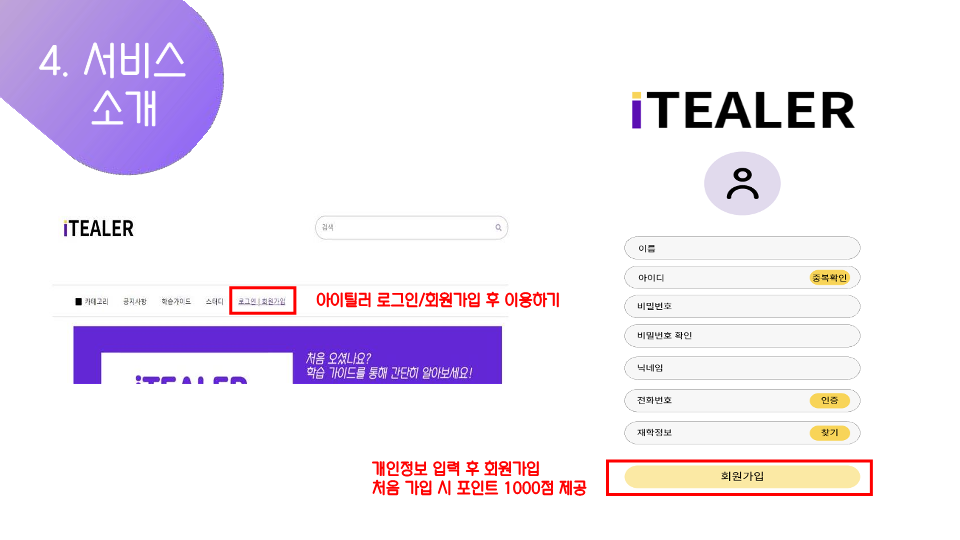 4. 서비스
소개
iTEALER
검색
카테고리 공지사항 학습가이드 스터디 로그인 | 회원가입
아이틸러 로그인/회원가입 후 이용하기
iTEALER
처음 오셨나요?
학습 가이드를 통해 간단히 알아보세요!
iTEALER
이름
아이디 중복확인
비밀번호
비밀번호 확인
닉네임
전화번호 인증
재학정보 찾기
개인정보 입력 후 회원가입
처음 가입 시 포인트 1000점 제공
회원가입